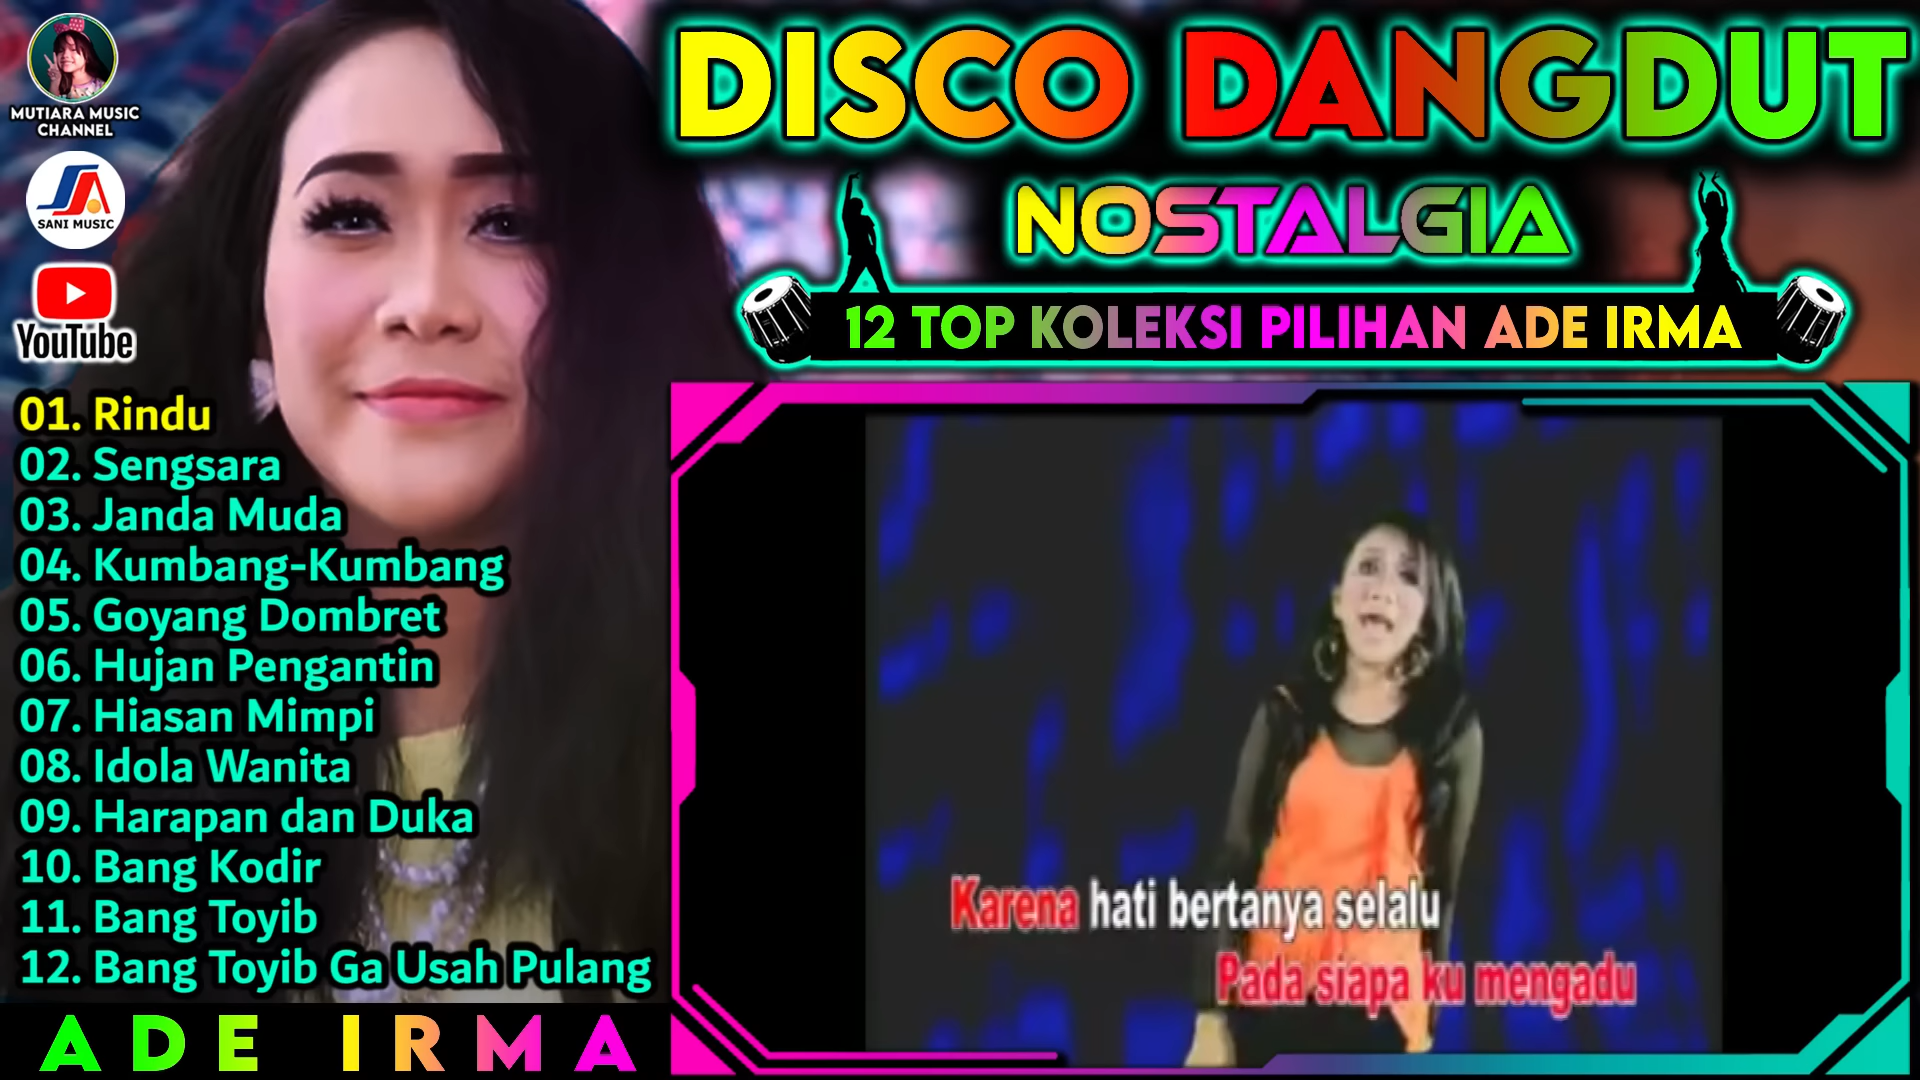 MUTIARA MUSIC
CHANNEL
SANI MUSIC
YouTube
DISCO DANGDUT
NOSTALGIA
12 TOP KOLEKSI PILIHAN ADE IRMA
01. Rindu
02. Sengsara
03. Janda Muda
04. Kumbang-Kumbang
05. Goyang Dombret
06. Hujan Pengantin
07. Hiasan Mimpi
08. Idola Wanita
09. Harapan dan Duka
10. Bang Kodir
11. Bang Toyib
12. Bang Toyib Ga Usah Pulang
ADE IRMA
Karena hati bertanya selalu
Pada siapa ku mengadu